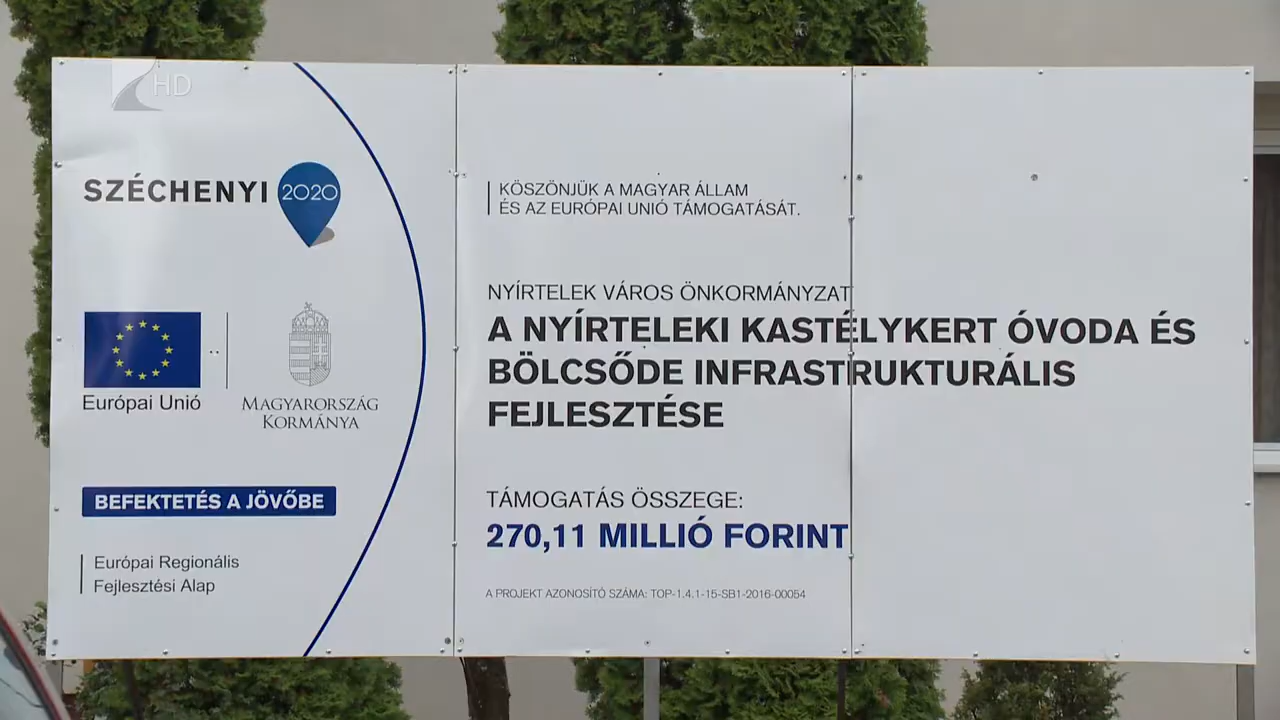 HD
SZÉCHENYI 2020
Európai Unió
MAGYARORSZÁG
KORMÁNYA
BEFEKTETÉS A JÖVŐBE
Európai Regionális
Fejlesztési Alap
KÖSZÖNJÜK A MAGYAR ÁLLAM
ÉS AZ EURÓPAI UNIÓ TÁMOGATÁSÁT.
NYÍRTELEK VÁROS ÖNKORMÁNYZAT
A NYÍRTELEKI KASTÉLYKERT ÓVODA ÉS
BÖLCSŐDE INFRASTRUKTURÁLIS
FEJLESZTÉSE
TÁMOGATÁS ÖSSZEGE:
270,11 MILLIÓ FORINT
A PROJEKT AZONOSÍTÓ SZÁMA: TOP-1.4.1-15-SB1-2016-00054